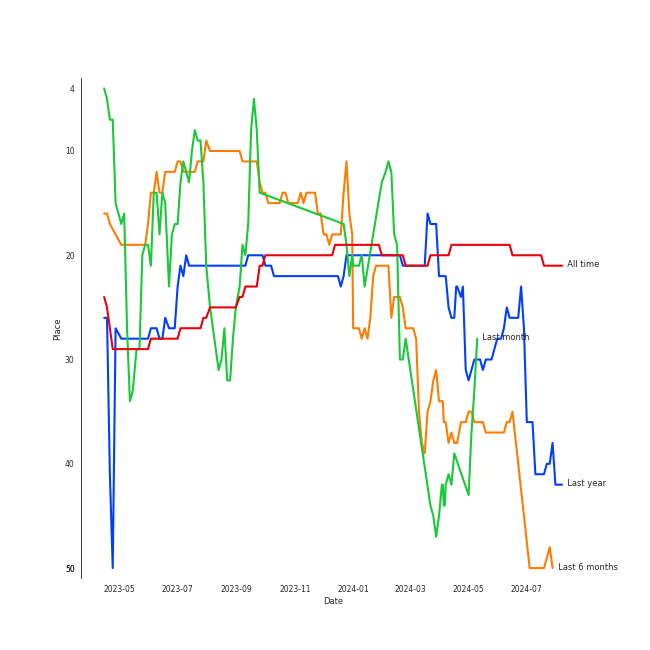 4
10
20
30
40
50
Place
2023-05
2023-07
2023-09
2023-11
2024-01
2024-03
2024-05
2024-07
Date
All time
Last month
Last year
Last 6 months